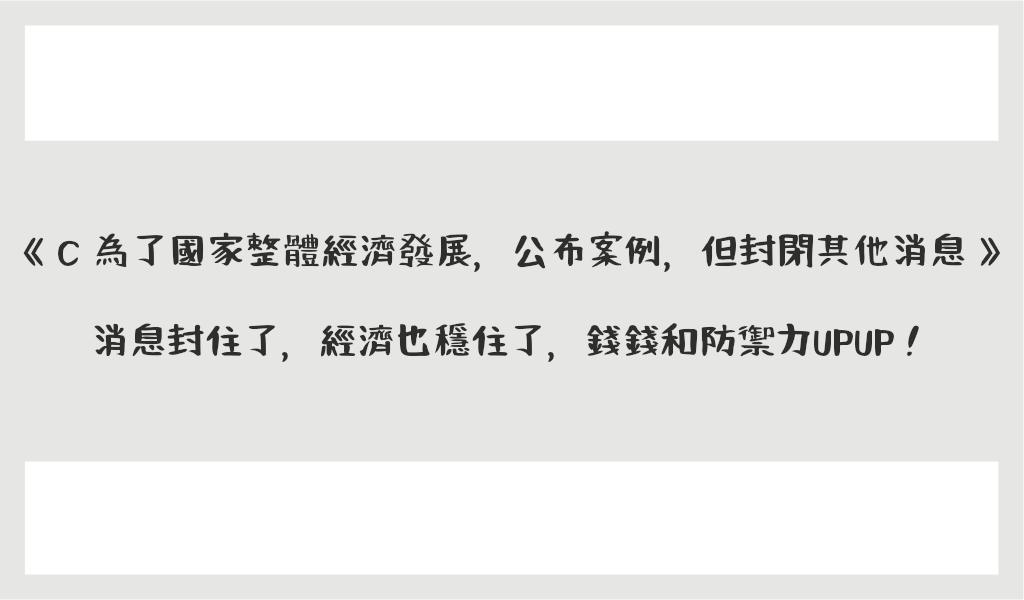 《 C 為了國家整體經濟發展，公布案例，但封閉其他消息 》
消息封住了，經濟也穩住了，錢錢和防禦力UPUP！